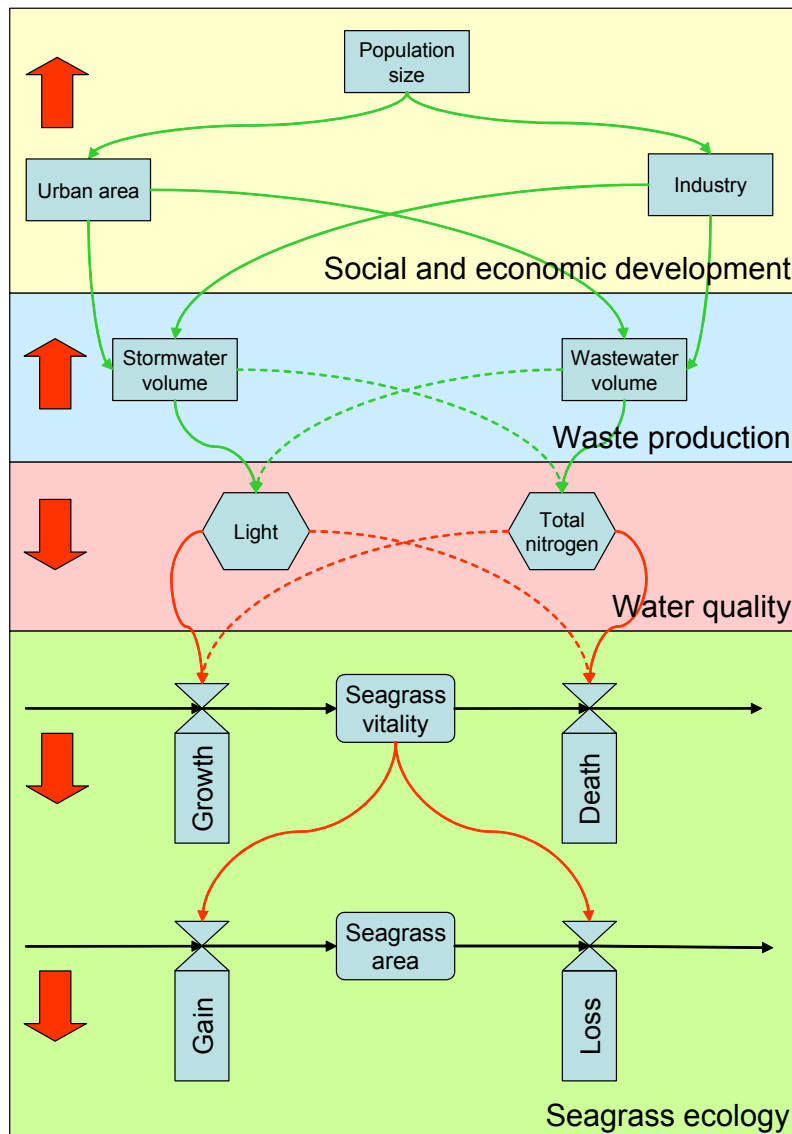 Population
size
Urban area
Industry
Social and economic development
Stormwater
volume
Wastewater
volume
Waste production
Light
Total
nitrogen
Water quality
Seagrass
vitality
Growth
Death
Seagrass
area
Gain
Loss
Seagrass ecology